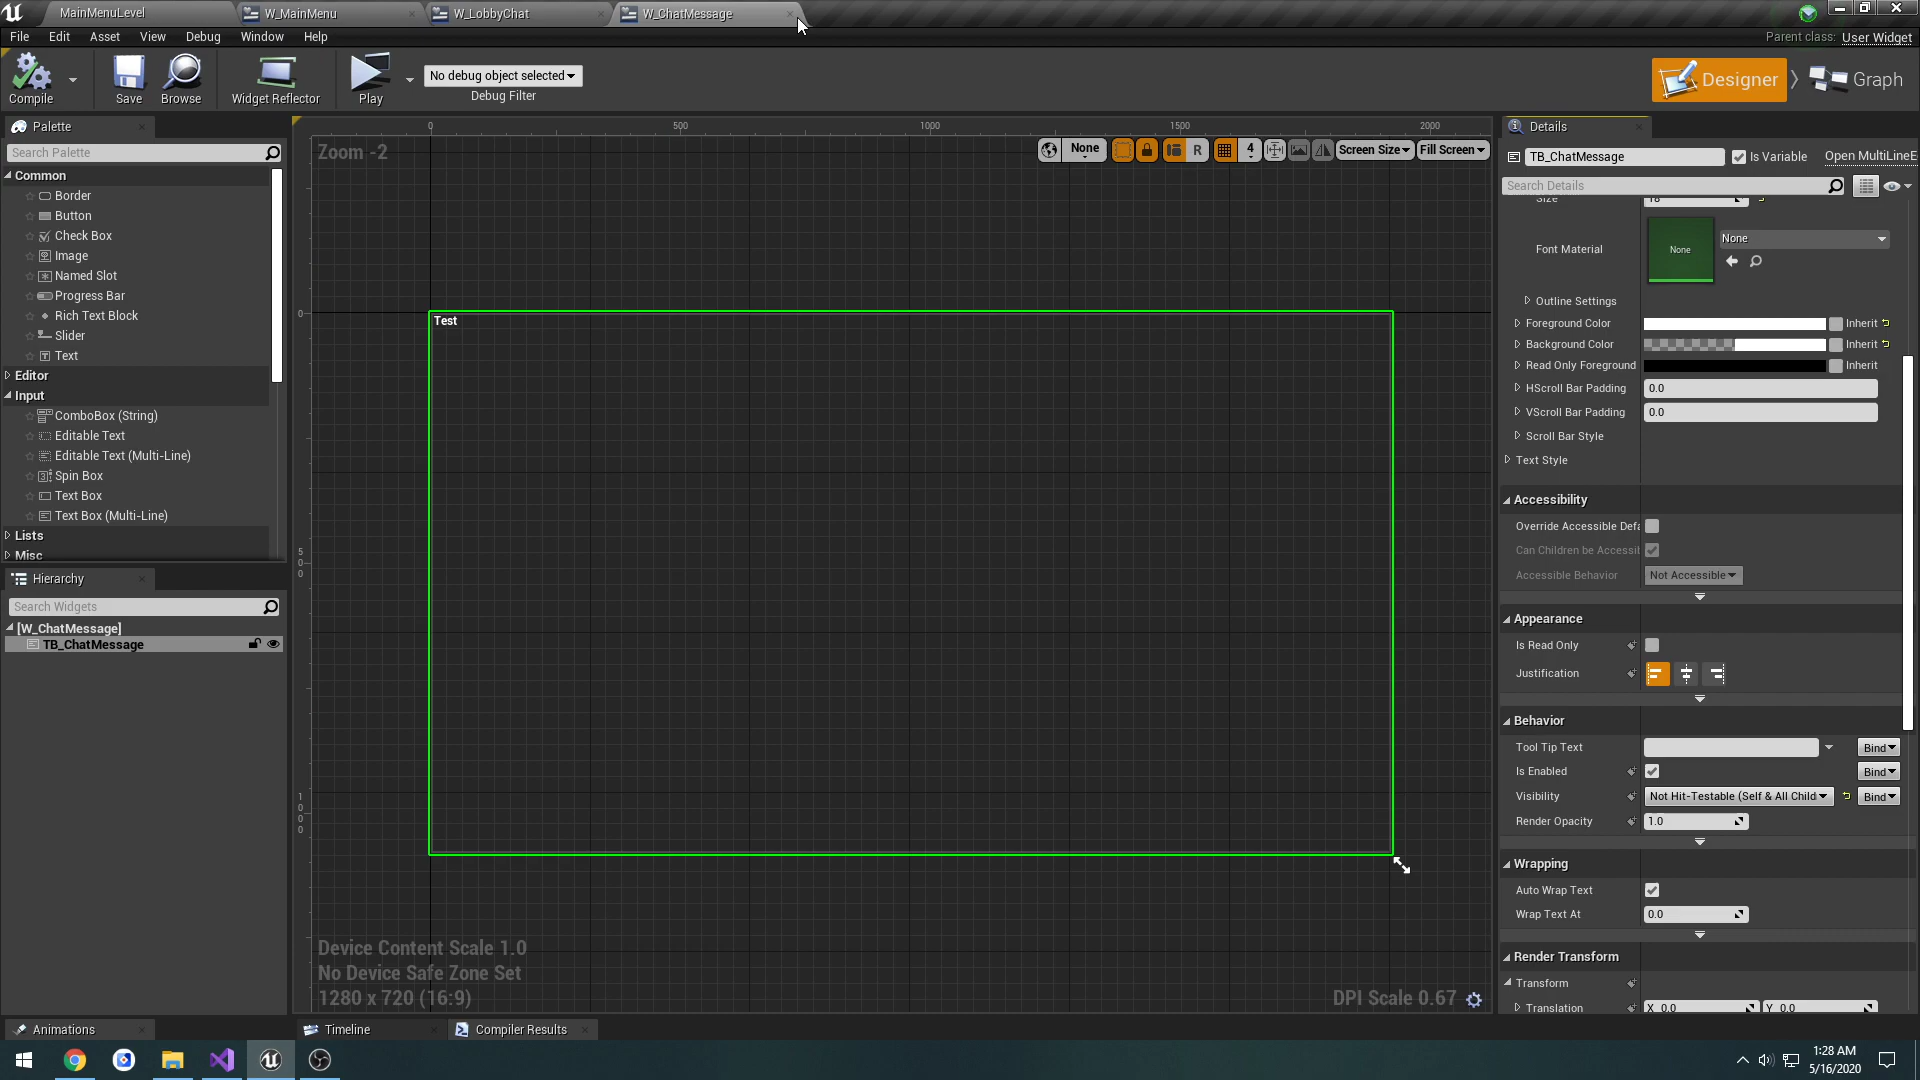 MainMenuLevel
W_MainMenu
W_LobbyChat
W_ChatMessage
File Edit Asset View Debug Window Help
Parent class: User Widget
Compile
Save
Browse
Widget Reflector
Play
No debug object selected
Debug Filter
Designer
Graph
Palette
Search Palette
Common
Border
Button
Check Box
Image
Named Slot
Progress Bar
Rich Text Block
Slider
Text
Editor
Input
ComboBox (String)
Editable Text
Editable Text (Multi-Line)
Spin Box
Text Box
Text Box (Multi-Line)
Lists
Misc
Hierarchy
Search Widgets
[W_ChatMessage]
TB_ChatMessage
Animations
0 500 1000 1500 2000
Zoom -2
None
R
4
Screen Size
Fill Screen
0
500
1000
Test
Device Content Scale 1.0
No Device Safe Zone Set
1280 x 720 (16:9)
DPI Scale 0.67
Timeline
Compiler Results
Details
TB_ChatMessage
Is Variable
Open MultiLineE
Search Details
Size 18
Font Material
None
None
Outline Settings
Foreground Color
Inherit
Background Color
Inherit
Read Only Foreground
Inherit
HScroll Bar Padding 0.0
VScroll Bar Padding 0.0
Scroll Bar Style
Text Style
Accessibility
Override Accessible Defa
Can Children be Accessib
Accessible Behavior Not Accessible
Appearance
Is Read Only
Justification
Behavior
Tool Tip Text Bind
Is Enabled Bind
Visibility Not Hit-Testable (Self & All Child Bind
Render Opacity 1.0
Wrapping
Auto Wrap Text
Wrap Text At 0.0
Render Transform
Transform
Translation X 0.0 Y 0.0
1:28 AM
5/16/2020